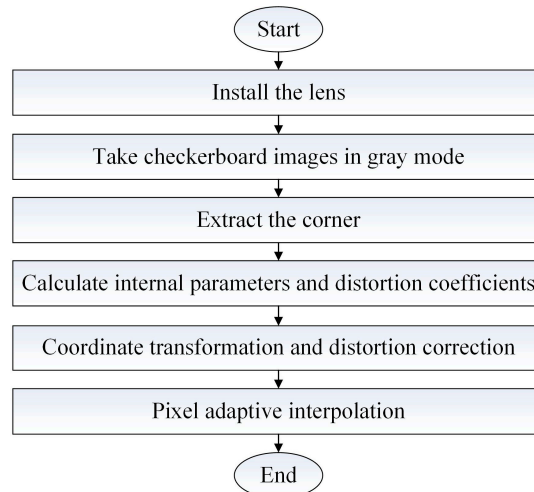 Start
Install the lens
Take checkerboard images in gray mode
Extract the corner
Calculate internal parameters and distortion coefficients
Coordinate transformation and distortion correction
Pixel adaptive interpolation
End